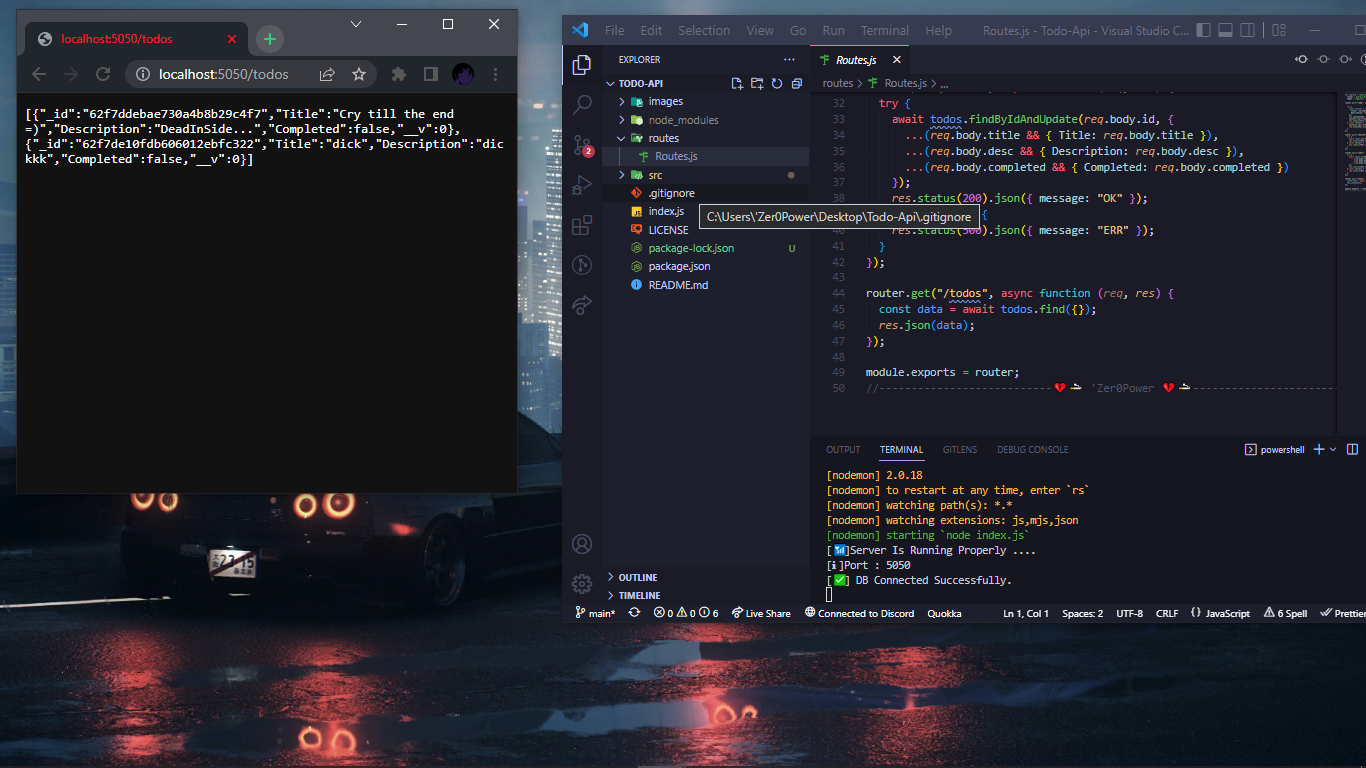 localhost:5050/todos
localhost:5050/todos
[{"_id":"62f7ddebae730a4b8b29c4f7","Title":"Cry till the end
=)","Description":"DeadInSide...","Completed":false,"__v":0},
{"_id":"62f7de10fdb606012ebfc322","Title":"dick","Description":"dic
kkk","Completed":false,"__v":0}]
File Edit Selection View Go Run Terminal Help Routes.js - Todo-Api - Visual Studio C...
EXPLORER
TODO-API
images
node_modules
routes
Routes.js
src
.gitignore
index.js
LICENSE
package-lock.json U
package.json
README.md
OUTLINE
TIMELINE
2
C:\Users\'Zer0Power\Desktop\Todo-Api\.gitignore
Routes.js
routes > Routes.js > ...
32 try {
33 await todos.findByIdAndUpdate(req.body.id, {
34 ...(req.body.title && { Title: req.body.title }),
35 ...(req.body.desc && { Description: req.body.desc }),
36 ...(req.body.completed && { Completed: req.body.completed })
37 });
38 res.status(200).json({ message: "OK" });
{
40 res.status(500).json({ message: "ERR" });
41 }
42 });
43
44 router.get("/todos", async function (req, res) {
45 const data = await todos.find({});
46 res.json(data);
47 });
48
49 module.exports = router;
50 //--------------------------💔🚬 'Zer0Power 💔🚬----------------------
OUTPUT TERMINAL GITLENS DEBUG CONSOLE powershell
[nodemon] 2.0.18
[nodemon] to restart at any time, enter `rs`
[nodemon] watching path(s): *.*
[nodemon] watching extensions: js,mjs,json
[nodemon] starting `node index.js`
[📶]Server Is Running Properly ....
[ℹ]Port : 5050
[✅] DB Connected Successfully.
main* 0 0 6 Live Share Connected to Discord Quokka Ln 1, Col 1 Spaces: 2 UTF-8 CRLF {} JavaScript 6 Spell Prettier